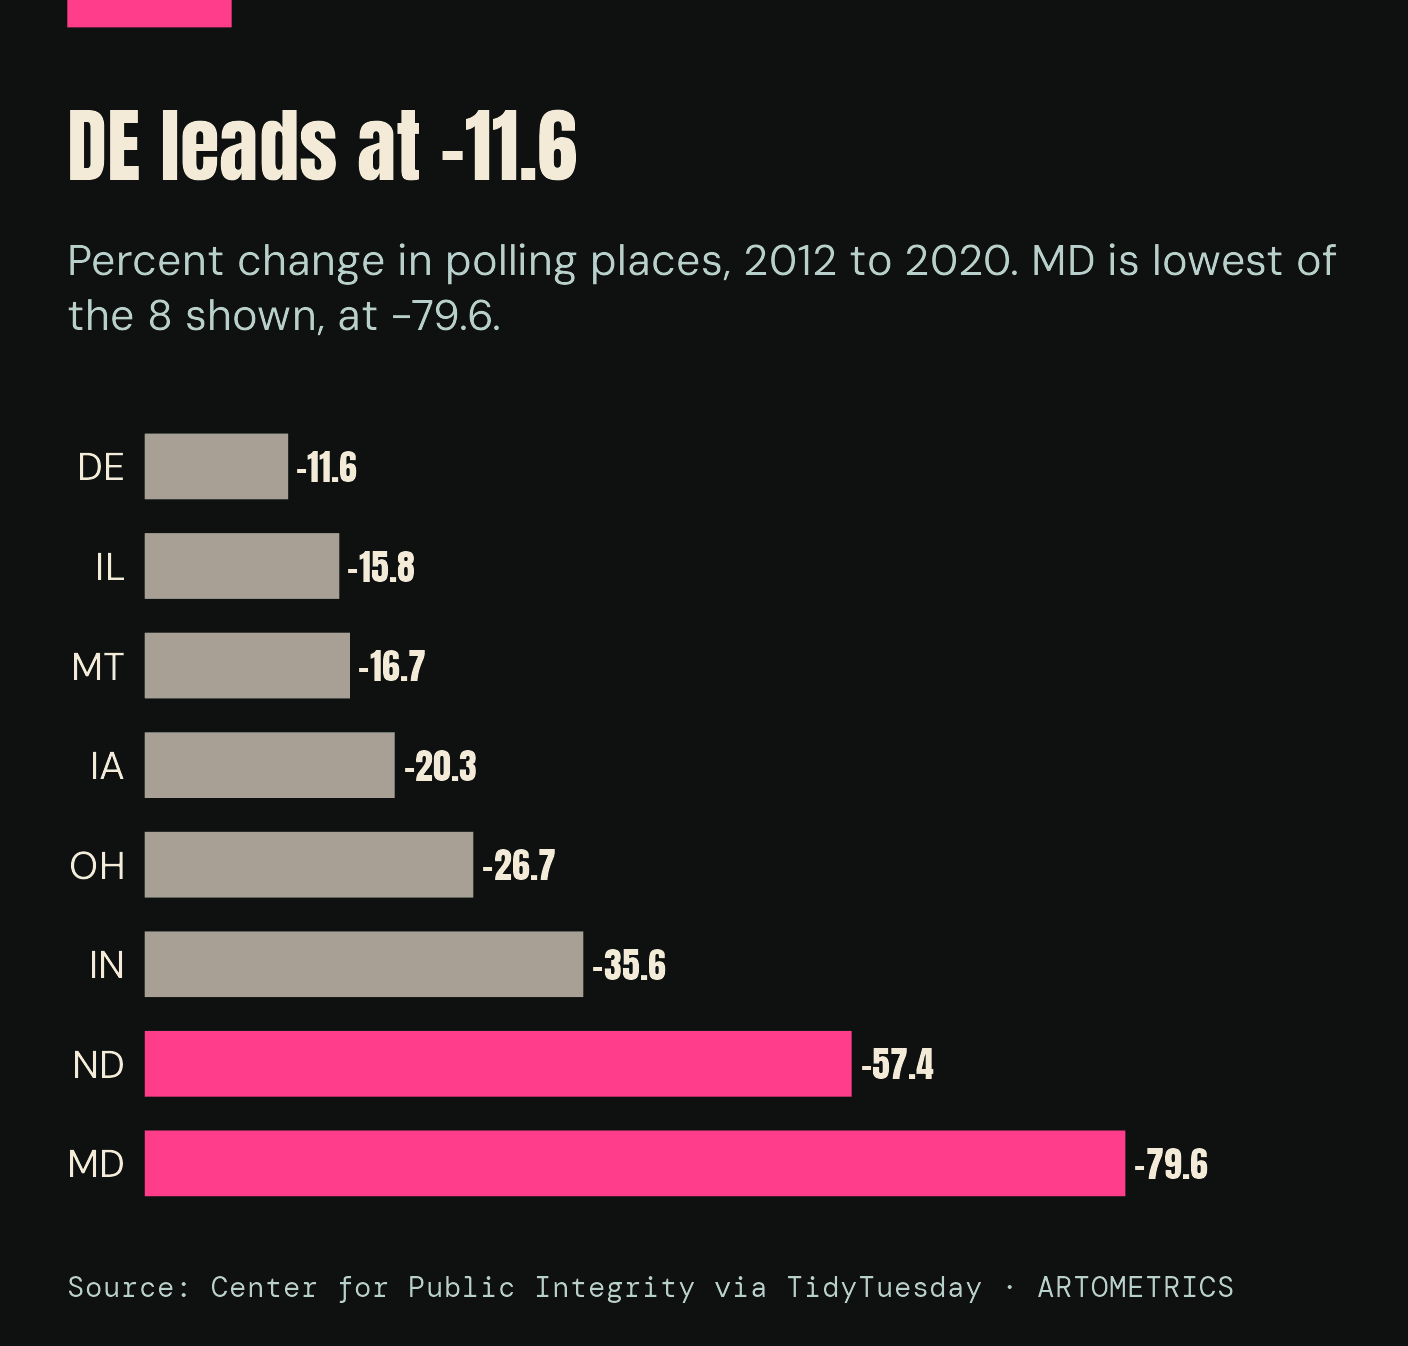 DE leads at -11.6
Percent change in polling places, 2012 to 2020. MD is lowest of
the 8 shown, at -79.6.
DE -11.6
IL -15.8
MT -16.7
IA -20.3
OH -26.7
IN -35.6
ND -57.4
MD -79.6
Source: Center for Public Integrity via TidyTuesday · ARTOMETRICS